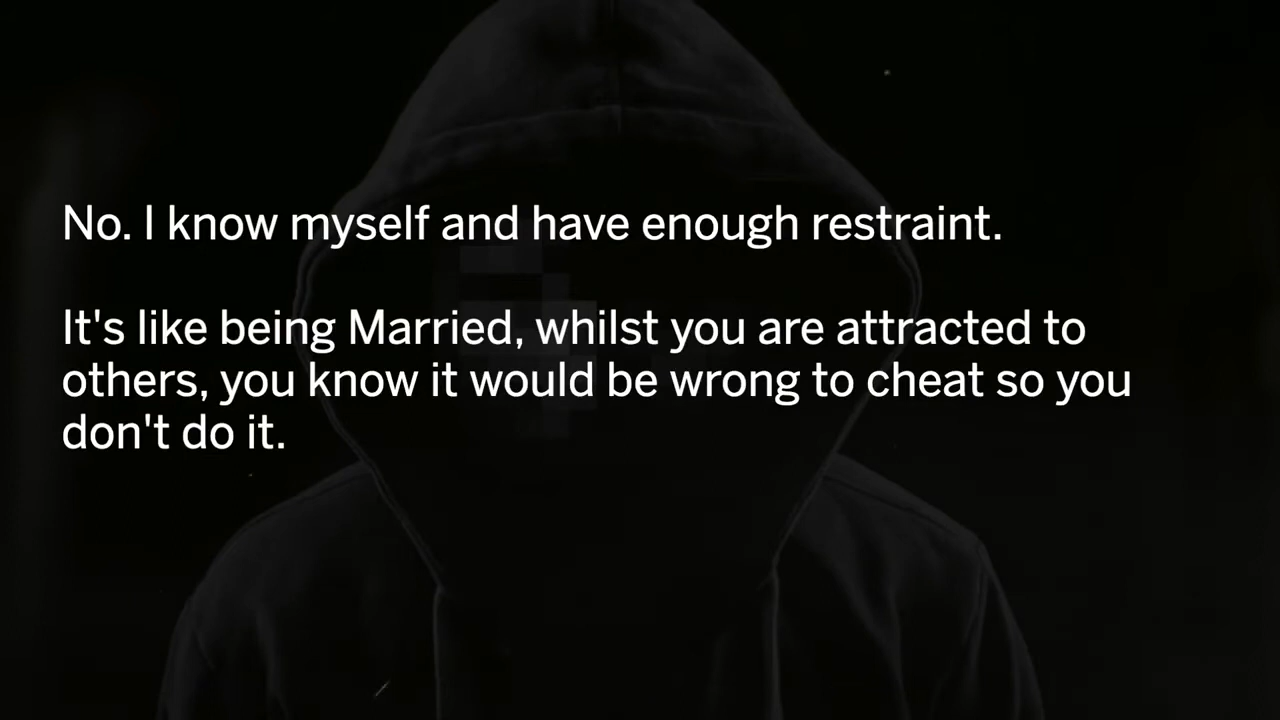 No. I know myself and have enough restraint.
It's like being Married, whilst you are attracted to
others, you know it would be wrong to cheat so you
don't do it.